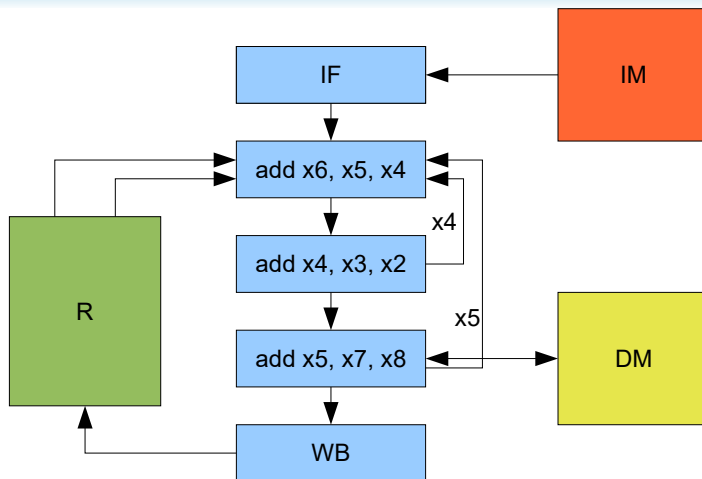 IF
IM
add x6, x5, x4
x4
add x4, x3, x2
R
x5
add x5, x7, x8
DM
WB